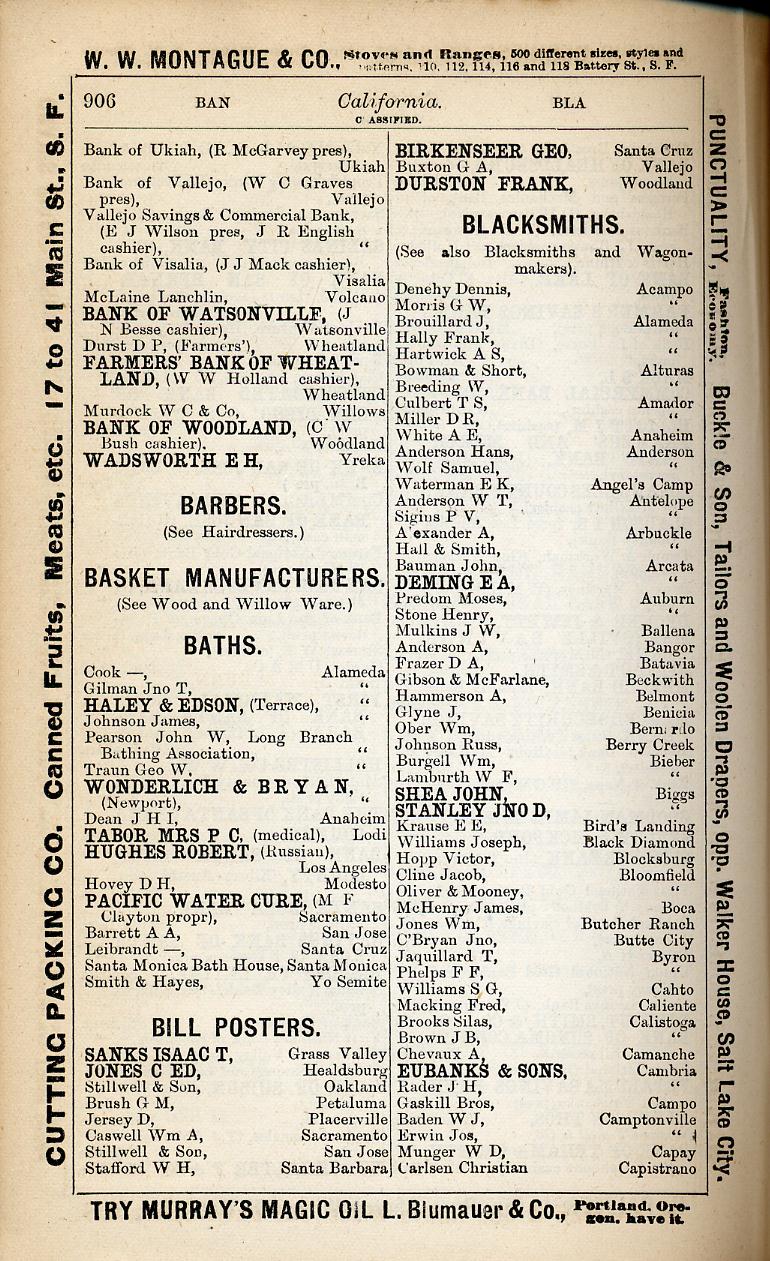 W. W. MONTAGUE & CO., Stoves and Ranges, 500 different sizes, styles and
patterns, 110, 112, 114, 116 and 118 Battery St., S. F.
CUTTING PACKING CO. Canned Fruits, Meats, etc. 17 to 41 Main St., S. F.
906 BAN California. BLA
C ASSIFIED.
Bank of Ukiah, (R McGarvey pres),
Ukiah
Bank of Vallejo, (W C Graves
pres), Vallejo
Vallejo Savings & Commercial Bank,
(E J Wilson pres, J R English
cashier), “
Bank of Visalia, (J J Mack cashier),
Visalia
McLaine Lanchlin, Volcano
BANK OF WATSONVILLE, (J
N Besse cashier), Watsonville
Durst D P, (Farmers'), Wheatland
FARMERS' BANK OF WHEAT-
LAND, (W W Holland cashier),
Wheatland
Murdock W C & Co, Willows
BANK OF WOODLAND, (C W
Bush cashier). Woodland
WADSWORTH E H, Yreka
BARBERS.
(See Hairdressers.)
BASKET MANUFACTURERS.
(See Wood and Willow Ware.)
BATHS.
Cook —, Alameda
Gilman Jno T, “
HALEY & EDSON, (Terrace), “
Johnson James, “
Pearson John W, Long Branch
Bathing Association, “
Traun Geo W, “
WONDERLICH & BRYAN,
(Newport), “
Dean J H I, Anaheim
TABOR MRS P C, (medical), Lodi
HUGHES ROBERT, (Russian),
Los Angeles
Hovey D H, Modesto
PACIFIC WATER CURE, (M F
Clayton propr), Sacramento
Barrett A A, San Jose
Leibrandt —, Santa Cruz
Santa Monica Bath House, Santa Monica
Smith & Hayes, Yo Semite
BILL POSTERS.
SANKS ISAAC T, Grass Valley
JONES C ED, Healdsburg
Stillwell & Son, Oakland
Brush G M, Petaluma
Jersey D, Placerville
Caswell Wm A, Sacramento
Stillwell & Son, San Jose
Stafford W H, Santa Barbara
BIRKENSEER GEO, Santa Cruz
Buxton G A, Vallejo
DURSTON FRANK, Woodland
BLACKSMITHS.
(See also Blacksmiths and Wagon-
makers).
Denehy Dennis, Acampo
Morris G W, “
Brouillard J, Alameda
Hally Frank, “
Hartwick A S, “
Bowman & Short, Alturas
Breeding W, “
Culbert T S, Amador
Miller D R, “
White A E, Anaheim
Anderson Hans, Anderson
Wolf Samuel, “
Waterman E K, Angel's Camp
Anderson W T, Antelope
Sigius P V, “
A'exander A, Arbuckle
Hall & Smith, “
Bauman John, Arcata
DEMING E A, “
Predom Moses, Auburn
Stone Henry, “
Mulkins J W, Ballena
Anderson A, Bangor
Frazer D A, Batavia
Gibson & McFarlane, Beckwith
Hammerson A, Belmont
Glyne J, Benicia
Ober Wm,
Johnson Russ, Berry Creek
Burgell Wm, Bieber
Lamburth W F, “
SHEA JOHN, Biggs
STANLEY JNO D, “
Krause E E, Bird's Landing
Williams Joseph, Black Diamond
Hopp Victor, Blocksburg
Cline Jacob, Bloomfield
Oliver & Mooney, “
McHenry James, Boca
Jones Wm, Butcher Ranch
C'Bryan Jno, Butte City
Jaquillard T, Byron
Phelps F F, “
Williams S G, Cahto
Macking Fred, Caliente
Brooks Silas, Calistoga
Brown J B, “
Chevaux A, Camanche
EUBANKS & SONS, Cambria
Rader J H, “
Gaskill Bros, Campo
Baden W J, Camptonville
Erwin Jos, “
Munger W D, Capay
Carlsen Christian Capistrano
PUNCTUALITY, Fashion, Economy. Buckle & Son, Tailors and Woolen Drapers, opp. Walker House, Salt Lake City.
TRY MURRAY'S MAGIC OIL L. Blumauer & Co., Portland, Ore-
gon, have it.